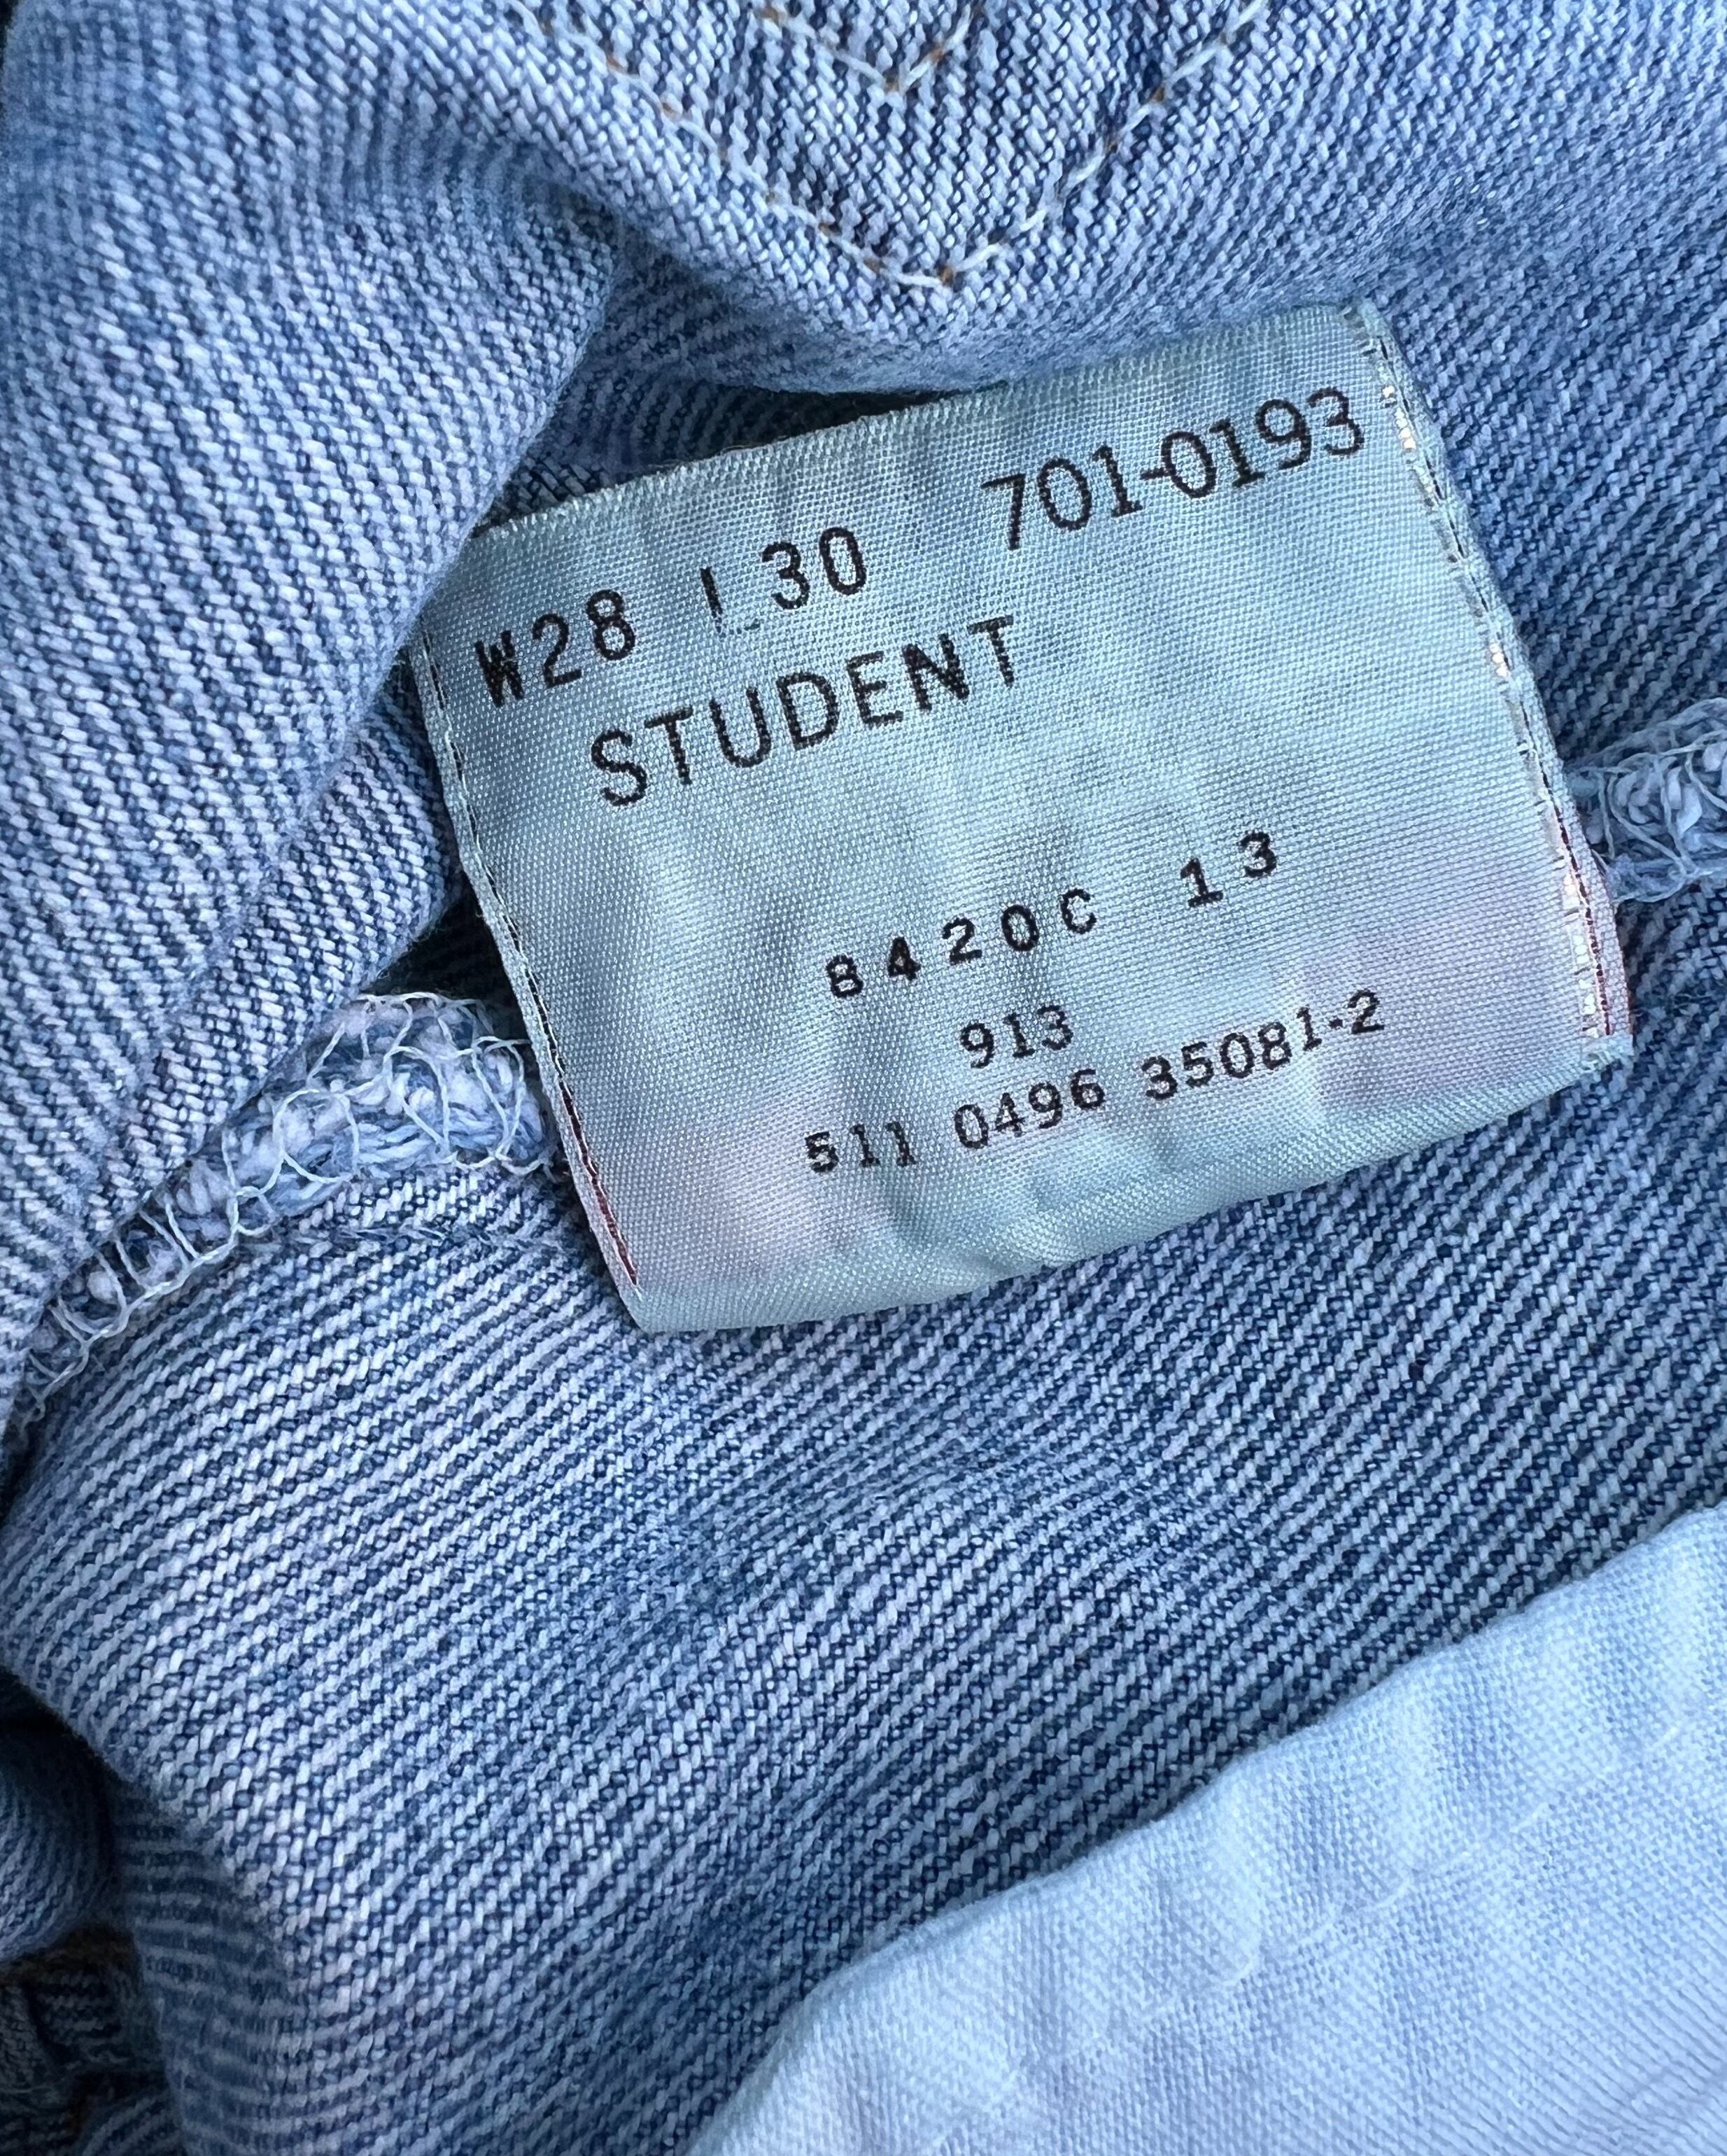 W28 L30 701-0193
STUDENT
8420C 13
913
511 0496 35081-2